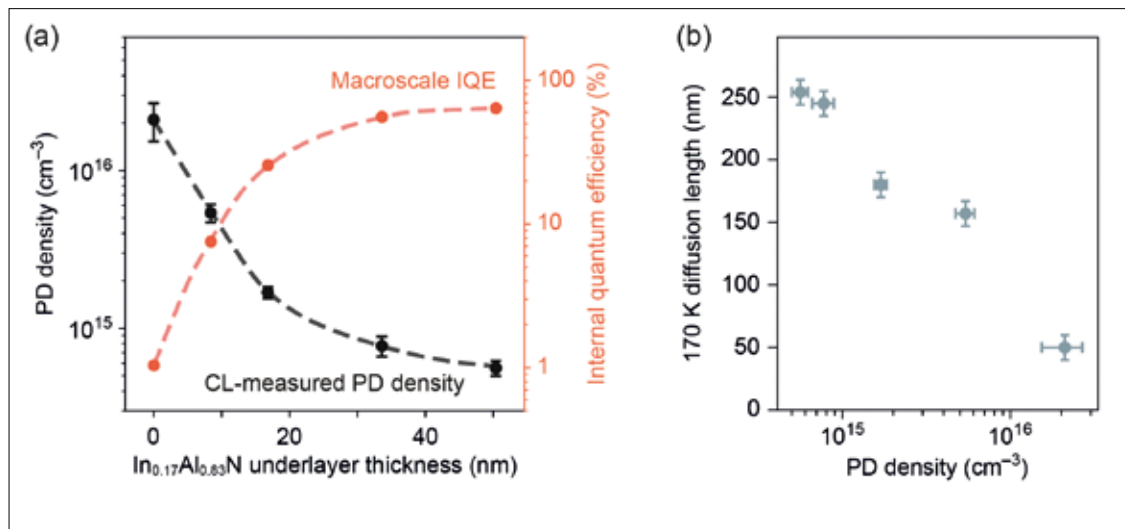 (a)
Macroscale IQE
CL-measured PD density
PD density (cm⁻³)
10¹⁶
10¹⁵
0
20
40
In₀.₁₇Al₀.₆₃N underlayer thickness (nm)
100
10
1
Internal quantum efficiency (%)
(b)
170 K diffusion length (nm)
250
200
150
100
50
0
10¹⁵
10¹⁶
PD density (cm⁻³)